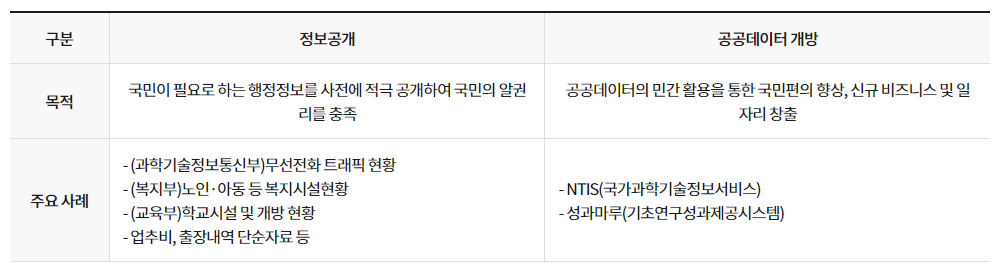 구분
정보공개
공공데이터 개방
목적
국민이 필요로 하는 행정정보를 사전에 적극 공개하여 국민의 알권
리를 충족
공공데이터의 민간 활용을 통한 국민편의 향상, 신규 비즈니스 및 일
자리 창출
주요 사례
- (과학기술정보통신부)무선전화 트래픽 현황
- (복지부)노인·아동 등 복지시설현황
- (교육부)학교시설 및 개방 현황
- 업추비, 출장내역 단순자료 등
- NTIS(국가과학기술정보서비스)
- 성과마루(기초연구성과제공시스템)